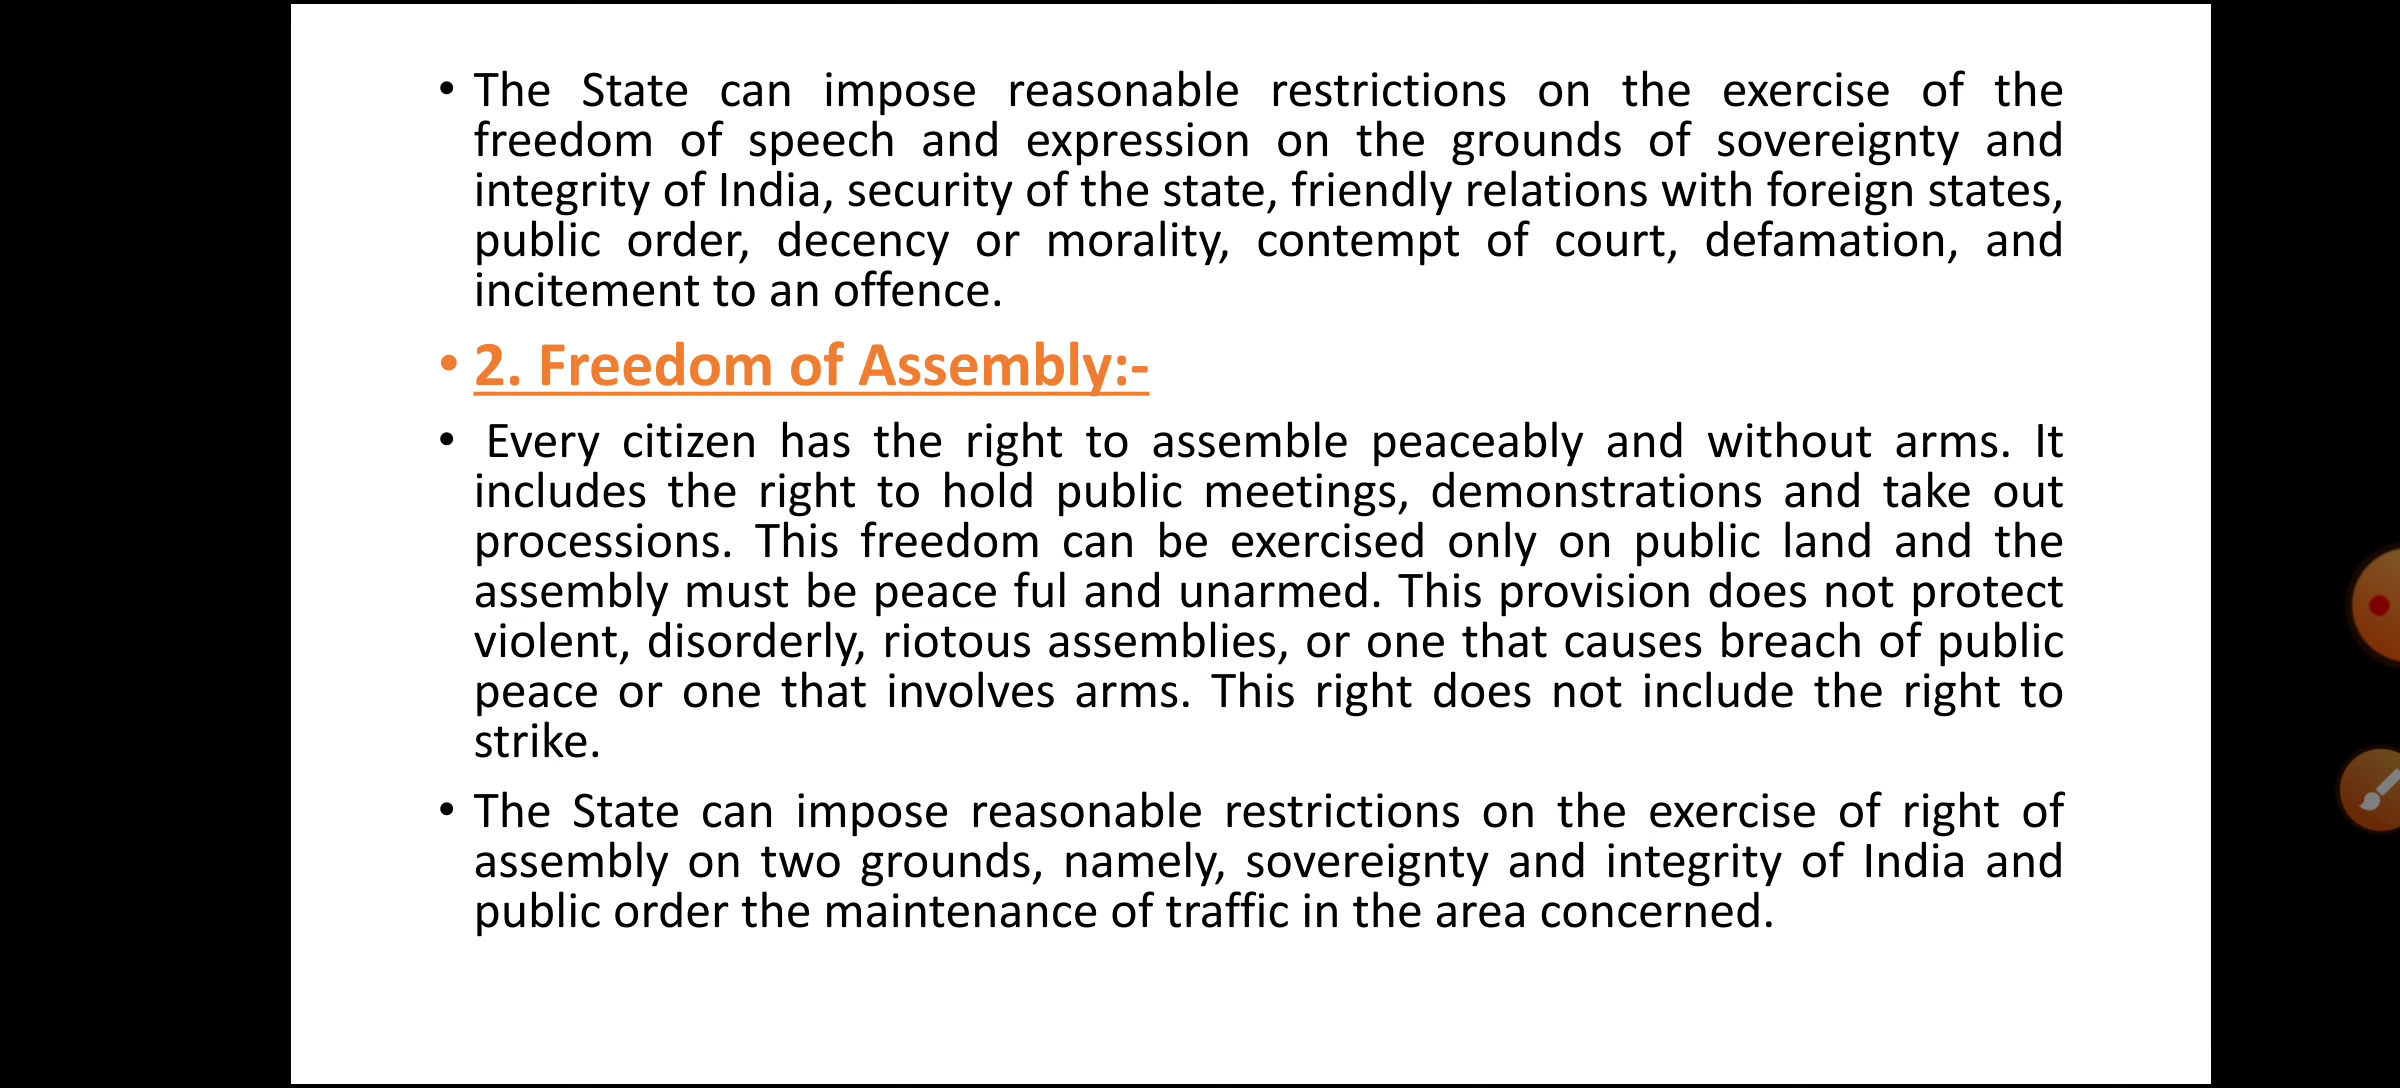 • The State can impose reasonable restrictions on the exercise of the
freedom of speech and expression on the grounds of sovereignty and
integrity of India, security of the state, friendly relations with foreign states,
public order, decency or morality, contempt of court, defamation, and
incitement to an offence.
• 2. Freedom of Assembly:-
• Every citizen has the right to assemble peaceably and without arms. It
includes the right to hold public meetings, demonstrations and take out
processions. This freedom can be exercised only on public land and the
assembly must be peace ful and unarmed. This provision does not protect
violent, disorderly, riotous assemblies, or one that causes breach of public
peace or one that involves arms. This right does not include the right to
strike.
• The State can impose reasonable restrictions on the exercise of right of
assembly on two grounds, namely, sovereignty and integrity of India and
public order the maintenance of traffic in the area concerned.